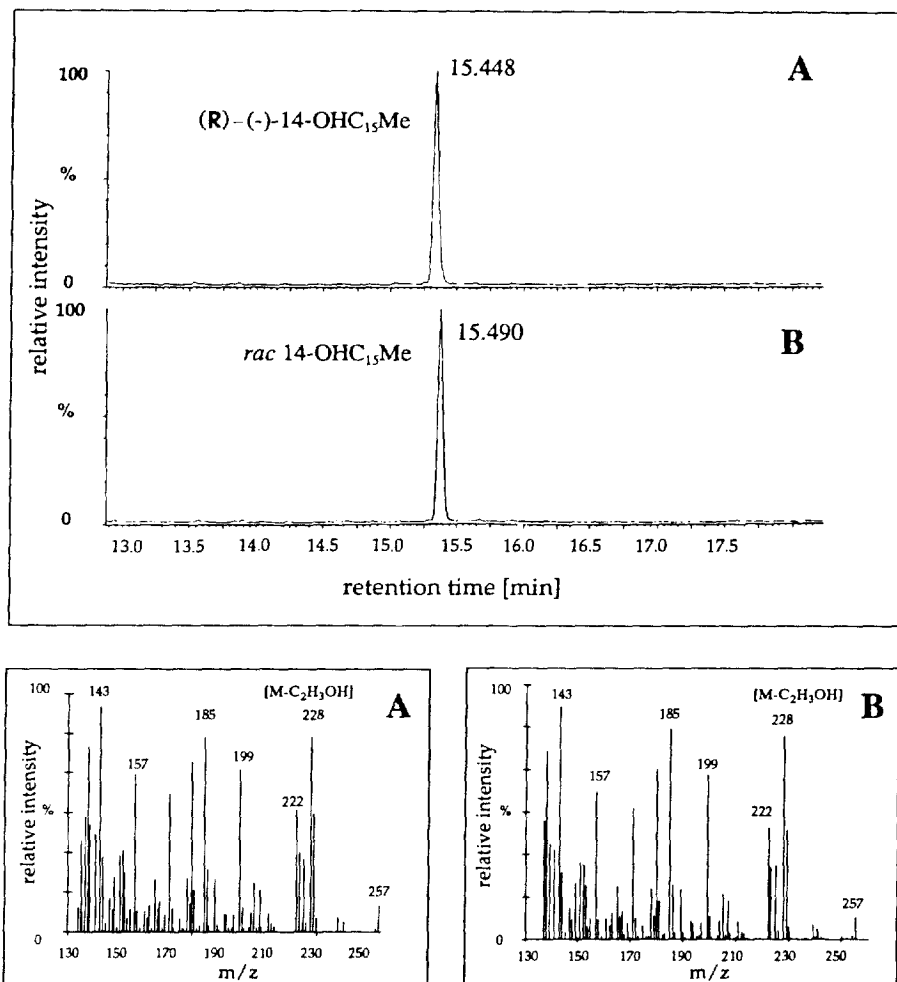 100
15.448
A
(R)-(-)-14-OHC₁₅Me
%
0
relative intensity
100
15.490
B
rac 14-OHC₁₅Me
%
0
13.0 13.5 14.5 14.5 15.5 15.5 16.0 16.5 17.0 17.5
retention time [min]
100
143
[M-C₂H₃OH]
A
185
228
157
199
222
%
relative intensity
257
0
130 150 170 190 210 230 250
m/z
100
143
[M-C₂H₃OH]
B
185
228
157
199
222
%
relative intensity
257
0
130 150 170 190 210 230 250
m/z